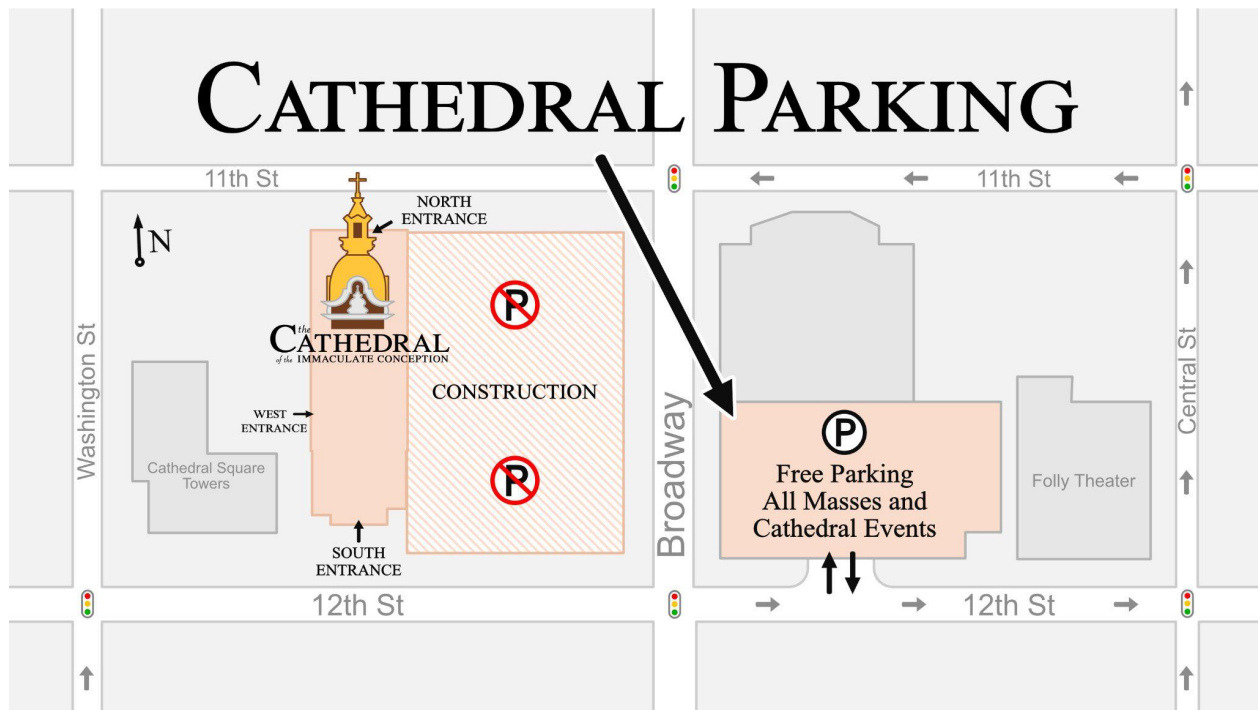 CATHEDRAL PARKING
11th St
11th St
N
NORTH
ENTRANCE
the
CATHEDRAL
of the IMMACULATE CONCEPTION
P
CONSTRUCTION
P
WEST
ENTRANCE
SOUTH
ENTRANCE
Washington St
Cathedral Square
Towers
Broadway
P
Free Parking
All Masses and
Cathedral Events
Folly Theater
Central St
12th St
12th St